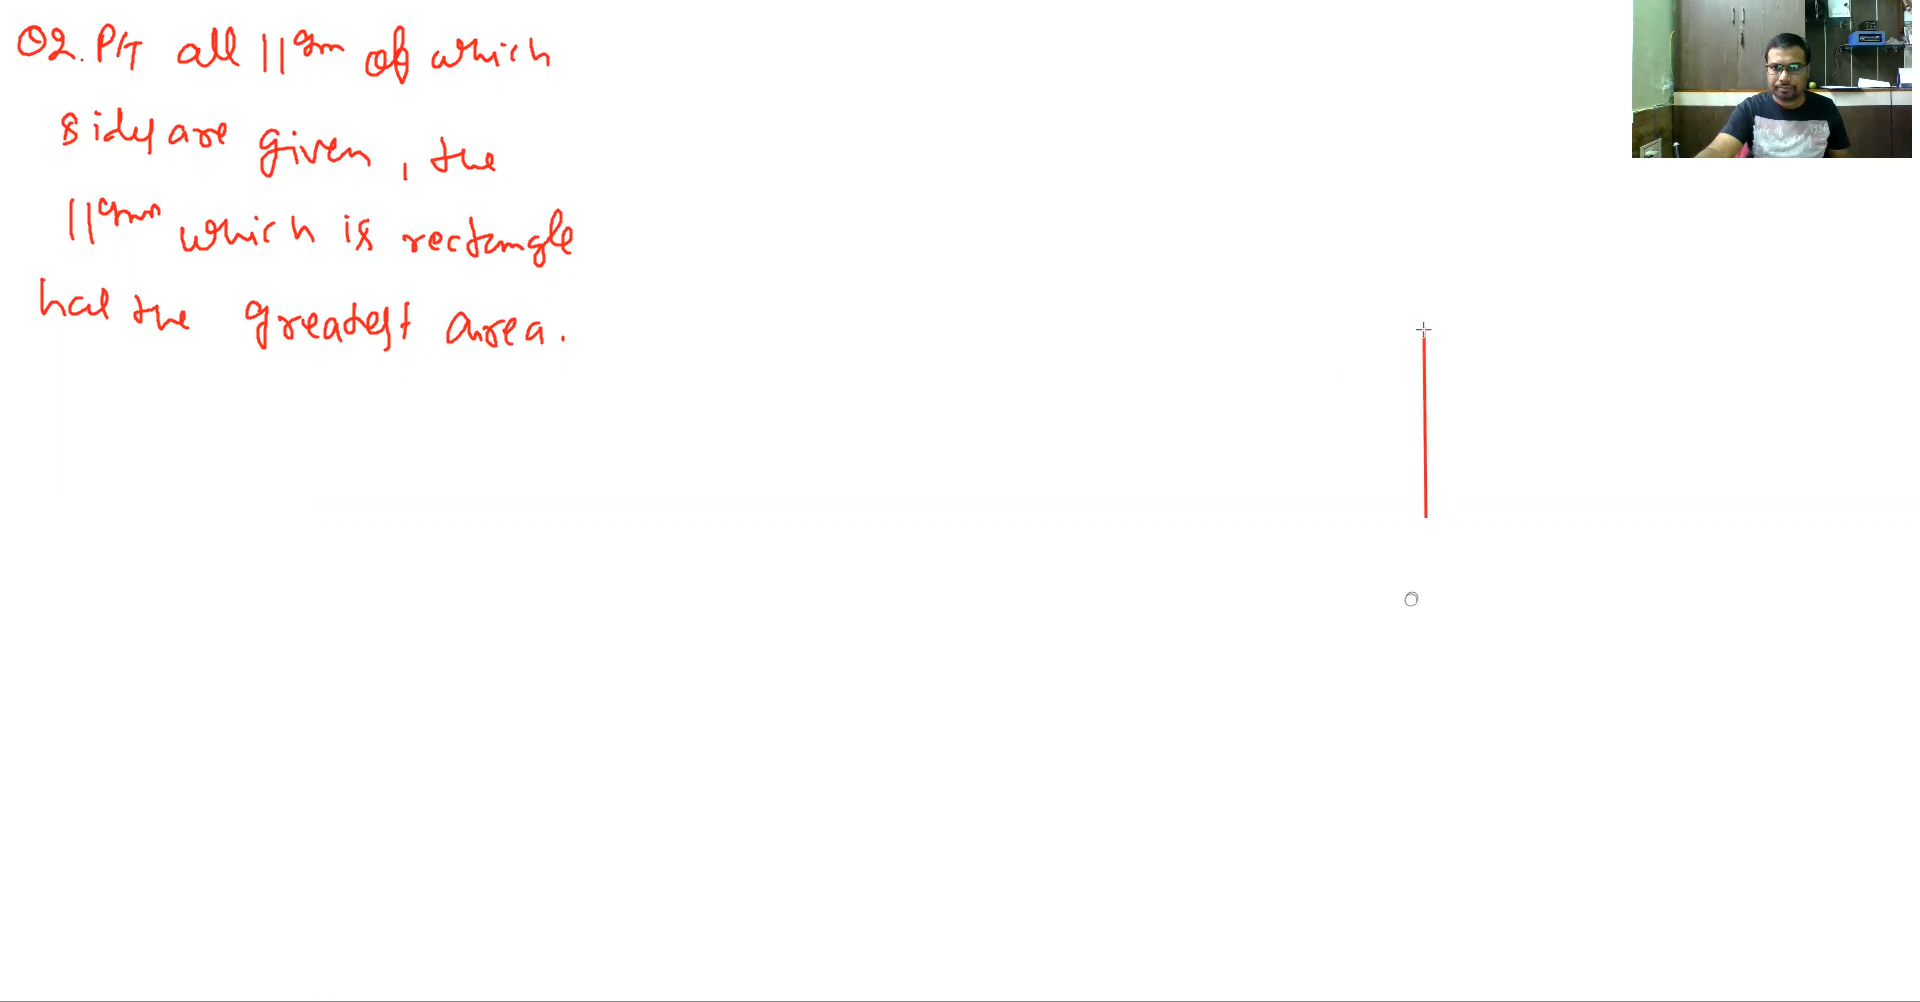 Q2. P/T all ||gm of which
sides are given, the
||gm which is rectangle
has the greatest area.